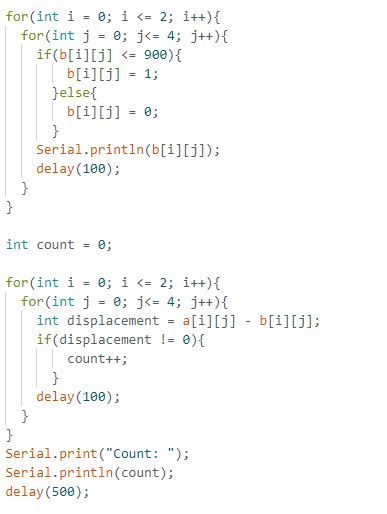 for(int i = 0; i <= 2; i++){
for(int j = 0; j<= 4; j++){
if(b[i][j] <= 900){
b[i][j] = 1;
}else{
b[i][j] = 0;
}
Serial.println(b[i][j]);
delay(100);
}
}
int count = 0;
for(int i = 0; i <= 2; i++){
for(int j = 0; j<= 4; j++){
int displacement = a[i][j] - b[i][j];
if(displacement != 0){
count++;
}
delay(100);
}
}
Serial.print("Count: ");
Serial.println(count);
delay(500);